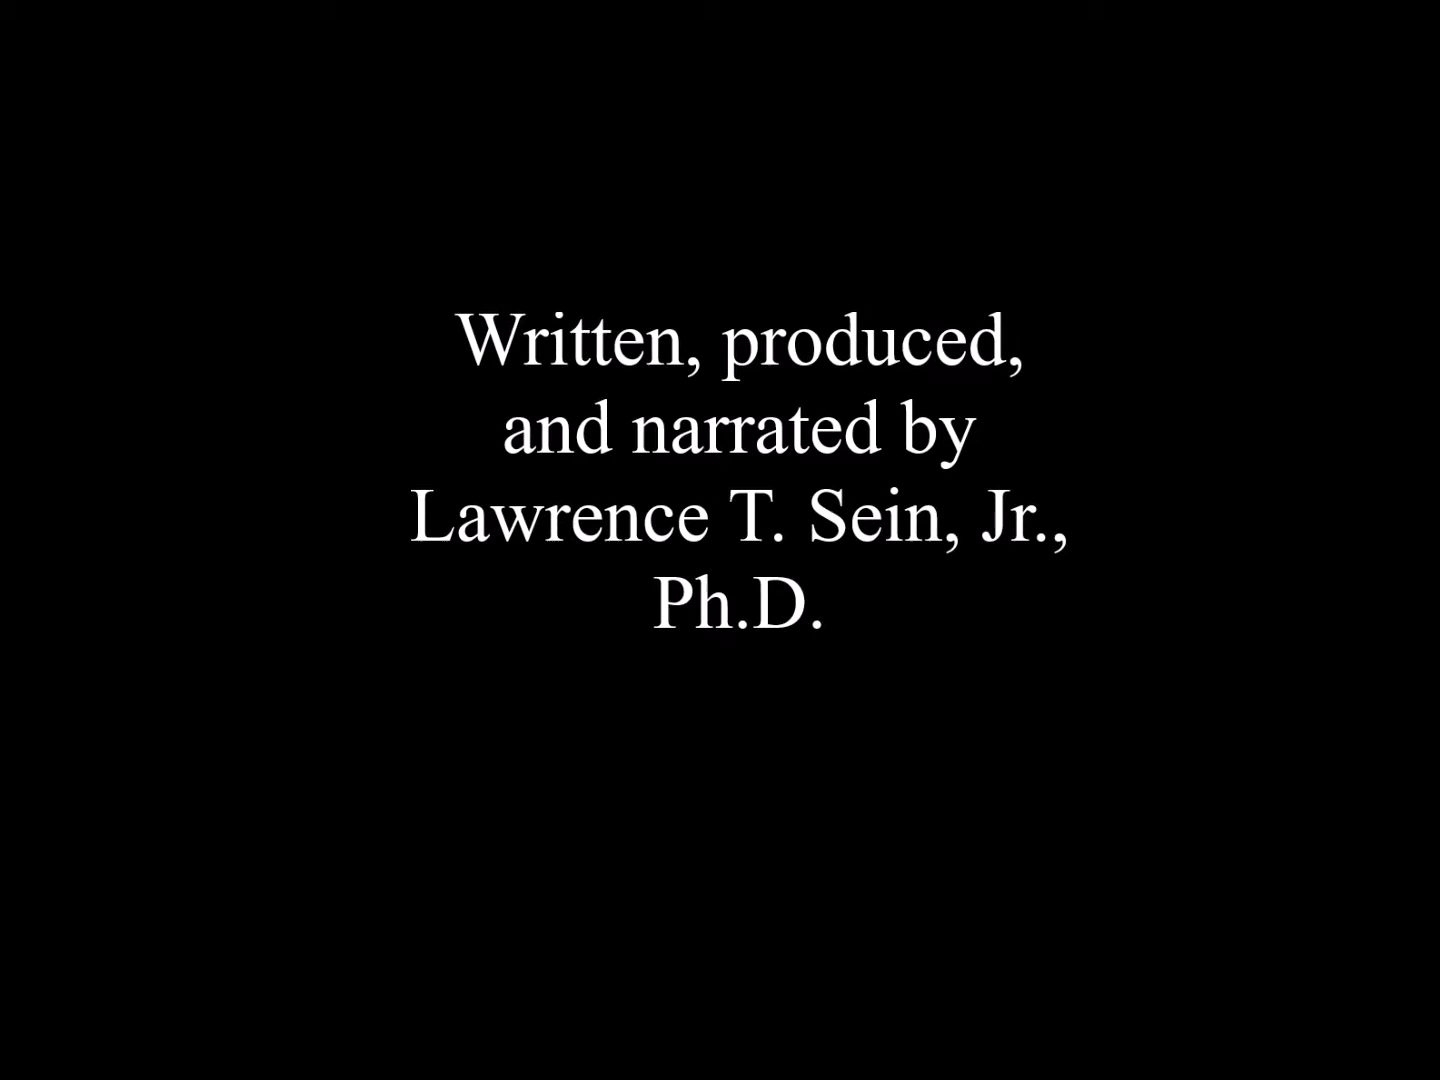 Written, produced,
and narrated by
Lawrence T. Sein, Jr.,
Ph.D.